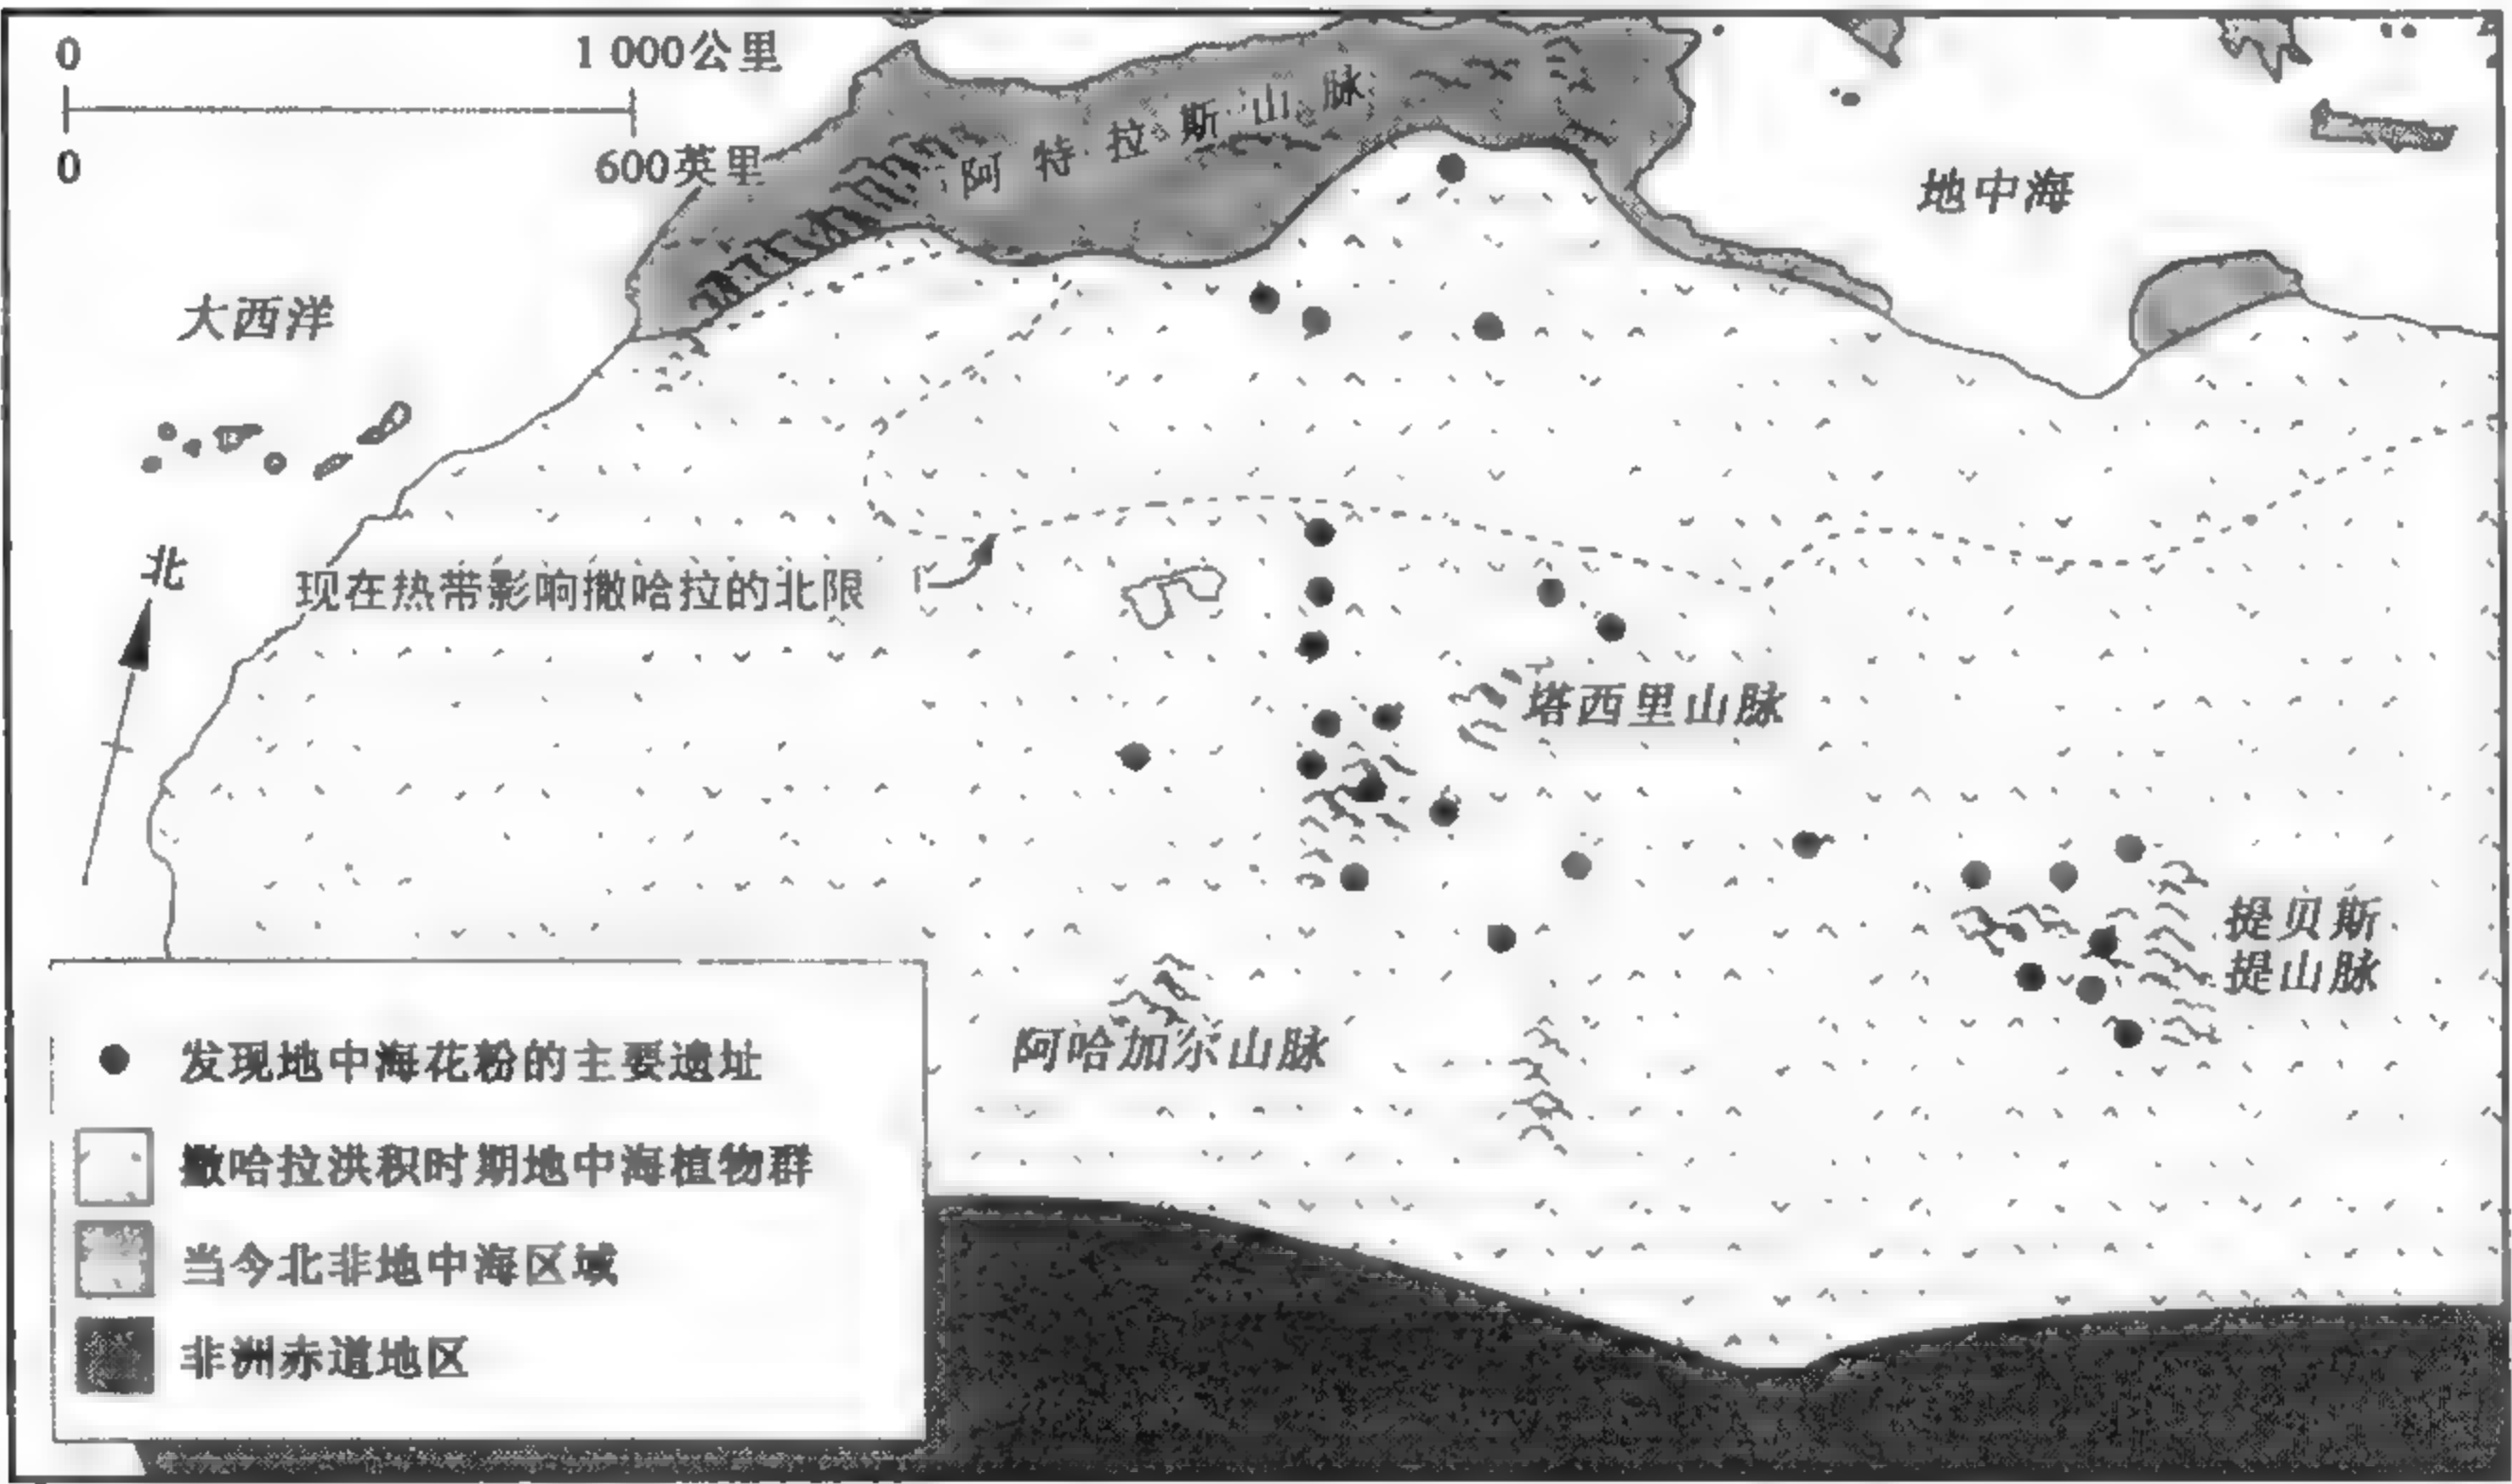 0
1 000公里
0
600英里
阿特拉斯山脉
地中海
大西洋
北
现在热带影响撒哈拉的北限
塔西里山脉
提贝斯
提山脉
阿哈加尔山脉
发现地中海花粉的主要遗址
撒哈拉洪积时期地中海植物群
当今北非地中海区域
非洲赤道地区